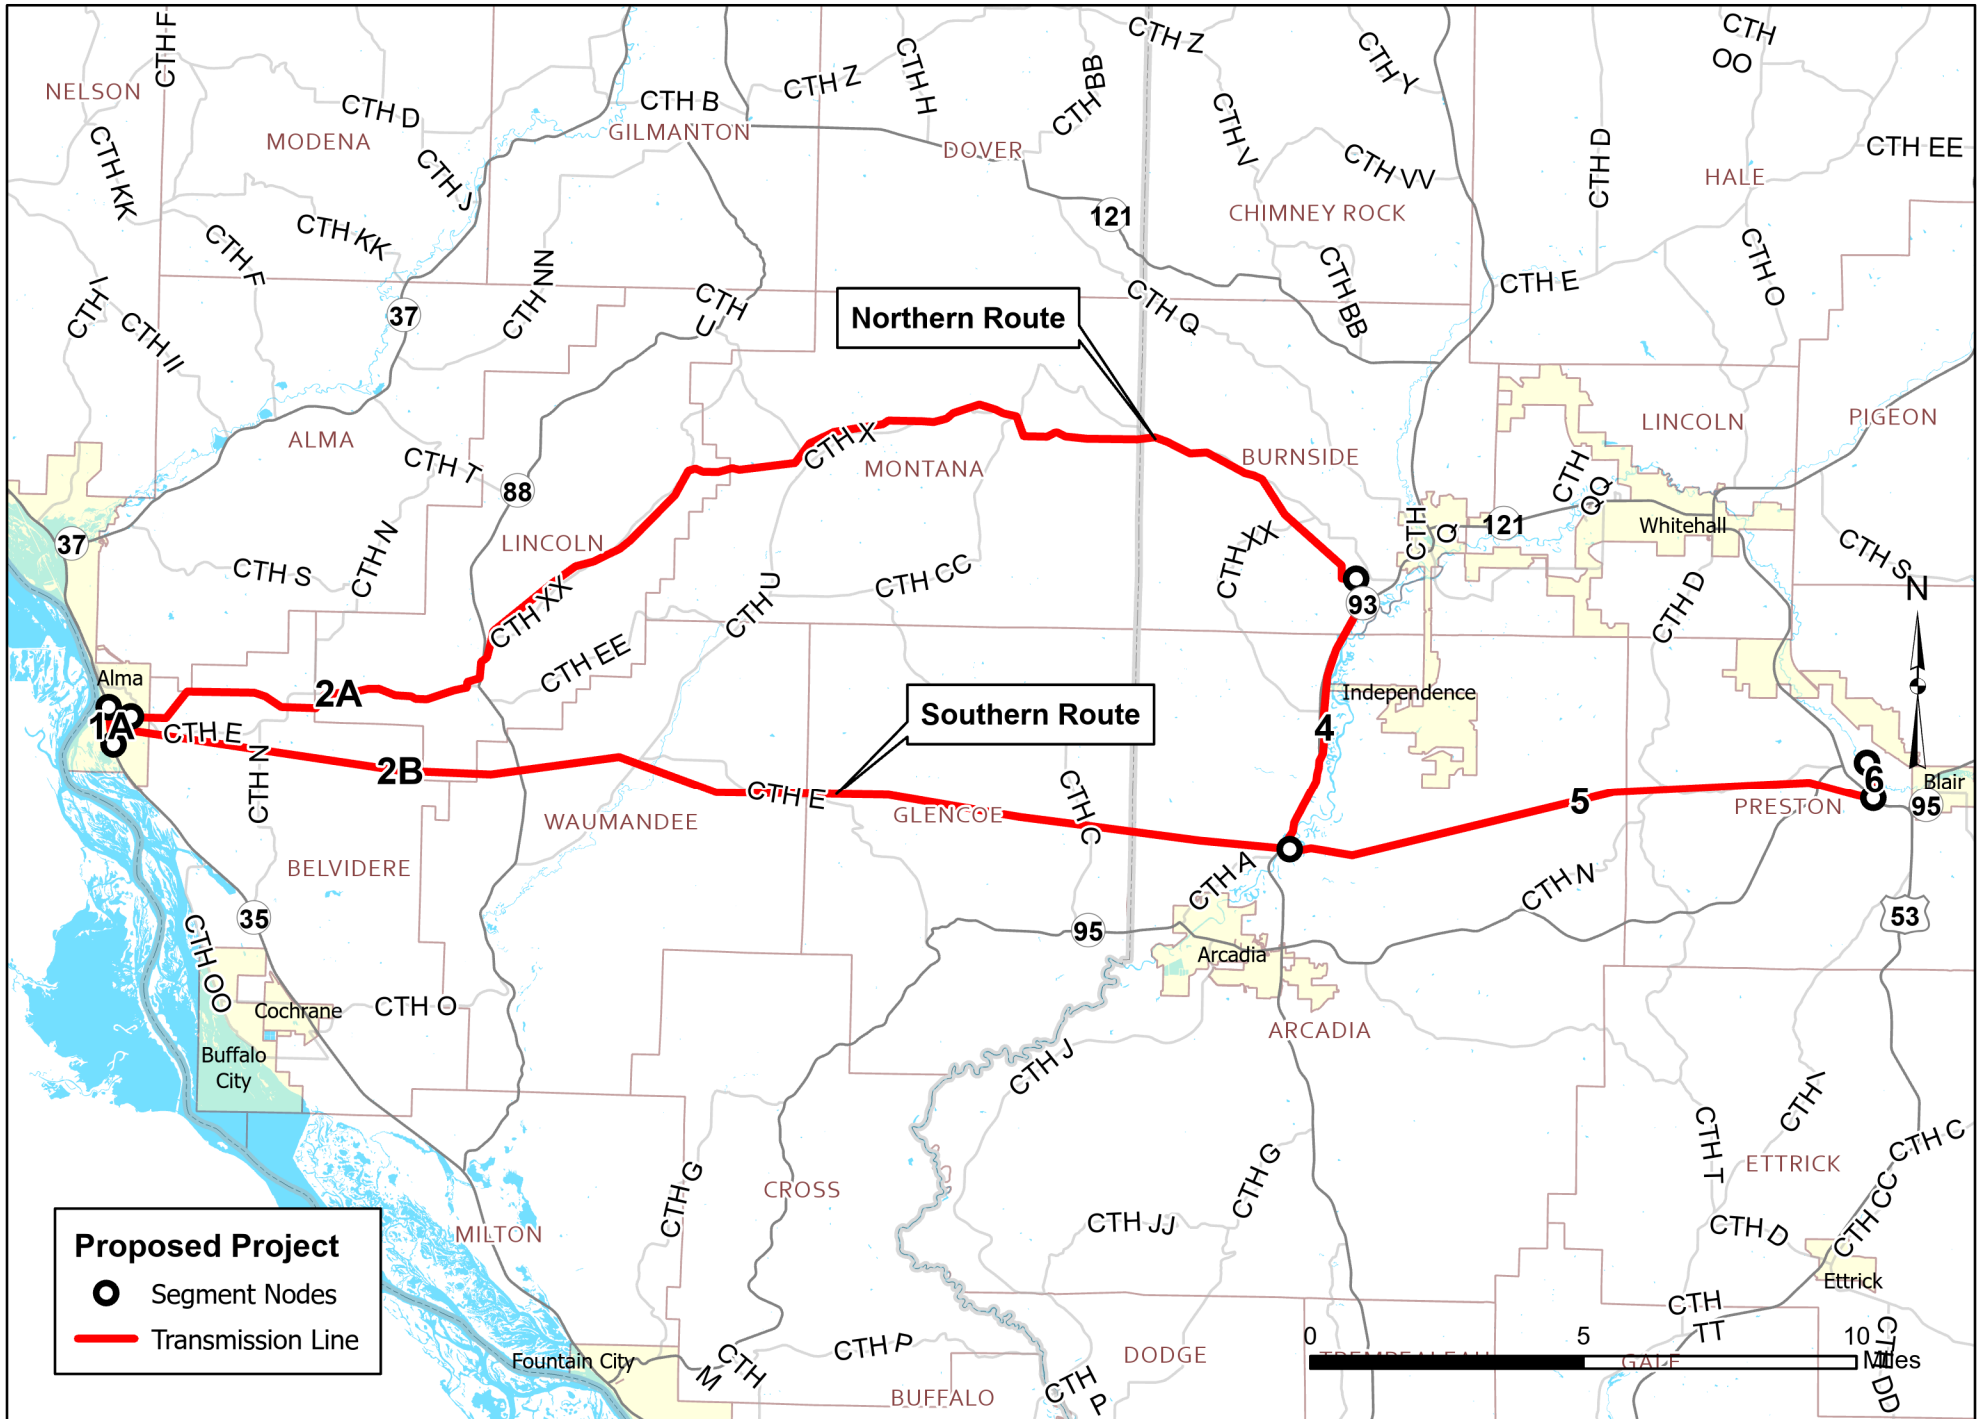 CTH F
NELSON
CTH KK
CTH D
MODENA
CTH J
CTH B
GILMANTON
CTH Z
CTH H
DOVER
CTH BB
CTH Z
CTH Y
CTH V
CTH VV
CHIMNEY ROCK
CTH D
CTH
OO
CTH EE
HALE
CTH F
CTH KK
CTH I
CTH II
37
CTH NN
CTH
U
121
CTH Q
CTH BB
CTH E
CTH O
Northern Route
ALMA
CTH T
88
CTH X
MONTANA
BURNSIDE
LINCOLN
PIGEON
CTH
QQ
Whitehall
121
CTH
Q
37
CTH S
CTH N
LINCOLN
CTH XX
CTH EE
CTH U
CTH CC
CTH XX
93
CTH D
CTH S
N
Alma
1A
2A
CTH E
CTH N
2B
Southern Route
Independence
4
CTH E
GLENCOE
CTH C
WAUMANDEE
BELVIDERE
5
PRESTON
6
Blair
95
CTH A
CTH N
53
35
CTH OO
Cochrane
CTH O
Buffalo
City
95
Arcadia
ARCADIA
CTH J
CTH I
CTH T
ETTRICK
CTH C
CTH CC
CTH D
Ettrick
CTH G
CROSS
CTH JJ
CTH G
MILTON
Proposed Project
Segment Nodes
Transmission Line
Fountain City
CTH
M
CTH P
BUFFALO
CTH
P
DODGE
CTH
TT
0
5
10
Miles
TREMPEALEAU
GALE
CTH
DD